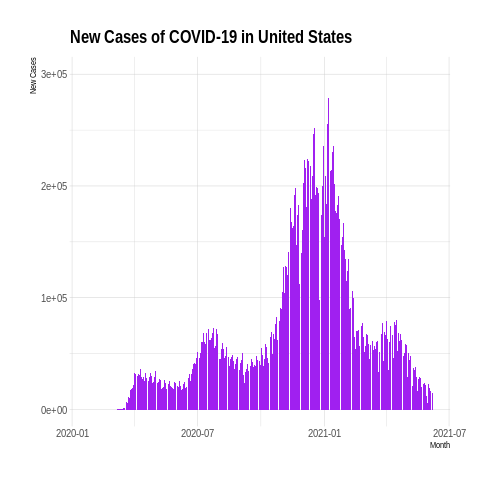 New Cases of COVID-19 in United States
New Cases
3e+05
2e+05
1e+05
0e+00
2020-01 2020-07 2021-01 2021-07
Month